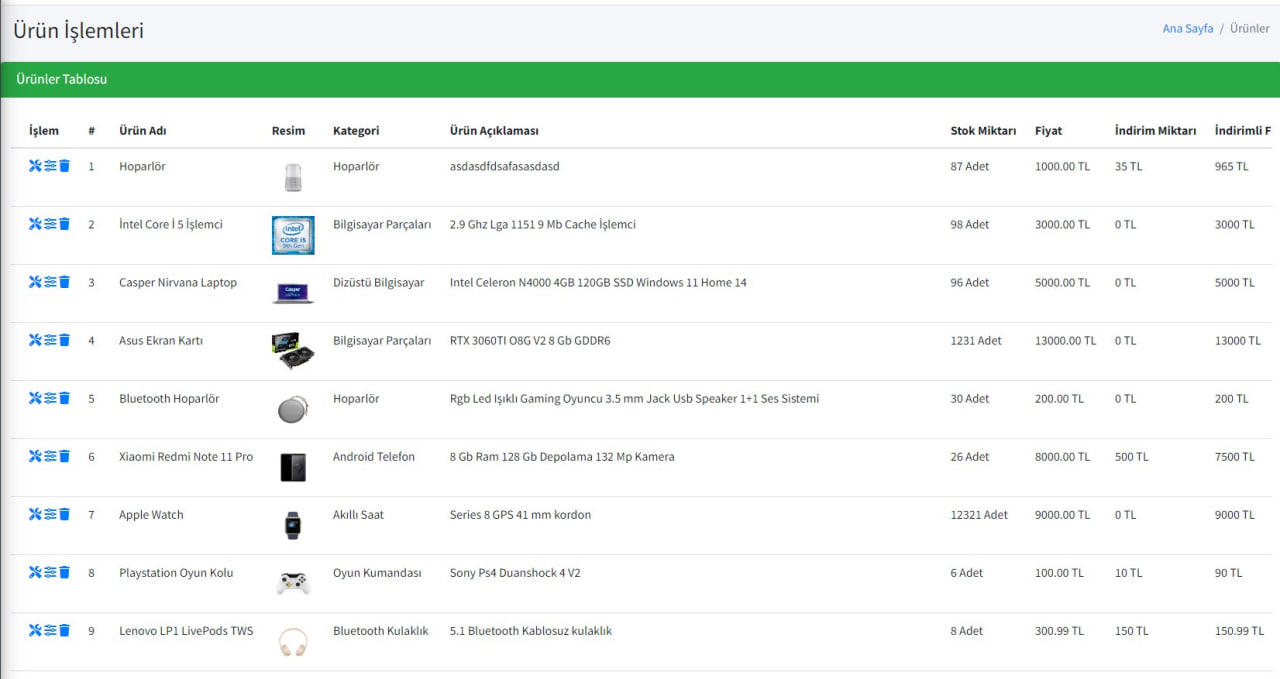 Ürün İşlemleri
Ana Sayfa / Ürünler
Ürünler Tablosu
İşlem # Ürün Adı Resim Kategori Ürün Açıklaması Stok Miktarı Fiyat İndirim Miktarı İndirimli F
1 Hoparlör Hoparlör asdasdfdsafasasdasd 87 Adet 1000.00 TL 35 TL 965 TL
2 İntel Core İ 5 İşlemci intel CORE i5 9th Gen Bilgisayar Parçaları 2.9 Ghz Lga 1151 9 Mb Cache İşlemci 98 Adet 3000.00 TL 0 TL 3000 TL
3 Casper Nirvana Laptop Casper Dizüstü Bilgisayar Intel Celeron N4000 4GB 120GB SSD Windows 11 Home 14 96 Adet 5000.00 TL 0 TL 5000 TL
4 Asus Ekran Kartı Bilgisayar Parçaları RTX 3060TI O8G V2 8 Gb GDDR6 1231 Adet 13000.00 TL 0 TL 13000 TL
5 Bluetooth Hoparlör Hoparlör Rgb Led Işıklı Gaming Oyuncu 3.5 mm Jack Usb Speaker 1+1 Ses Sistemi 30 Adet 200.00 TL 0 TL 200 TL
6 Xiaomi Redmi Note 11 Pro Android Telefon 8 Gb Ram 128 Gb Depolama 132 Mp Kamera 26 Adet 8000.00 TL 500 TL 7500 TL
7 Apple Watch Akıllı Saat Series 8 GPS 41 mm kordon 12321 Adet 9000.00 TL 0 TL 9000 TL
8 Playstation Oyun Kolu Oyun Kumandası Sony Ps4 Duanshock 4 V2 6 Adet 100.00 TL 10 TL 90 TL
9 Lenovo LP1 LivePods TWS Bluetooth Kulaklık 5.1 Bluetooth Kablosuz kulaklık 8 Adet 300.99 TL 150 TL 150.99 TL